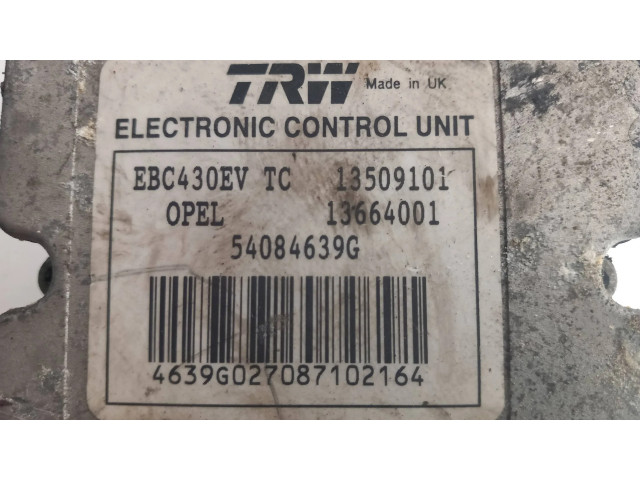 TRW Made in UK
ELECTRONIC CONTROL UNIT
EBC430EV TC 13509101
OPEL 13664001
54084639G
4639G027087102164